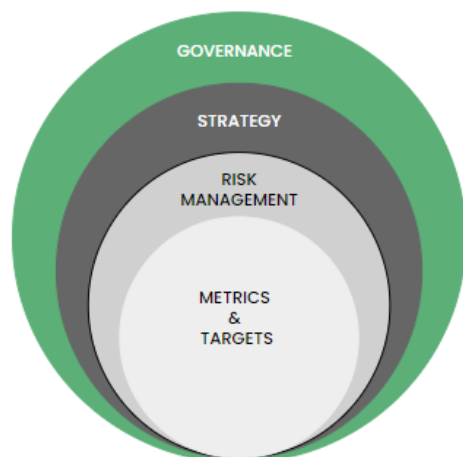 GOVERNANCE
STRATEGY
RISK
MANAGEMENT
METRICS
&
TARGETS